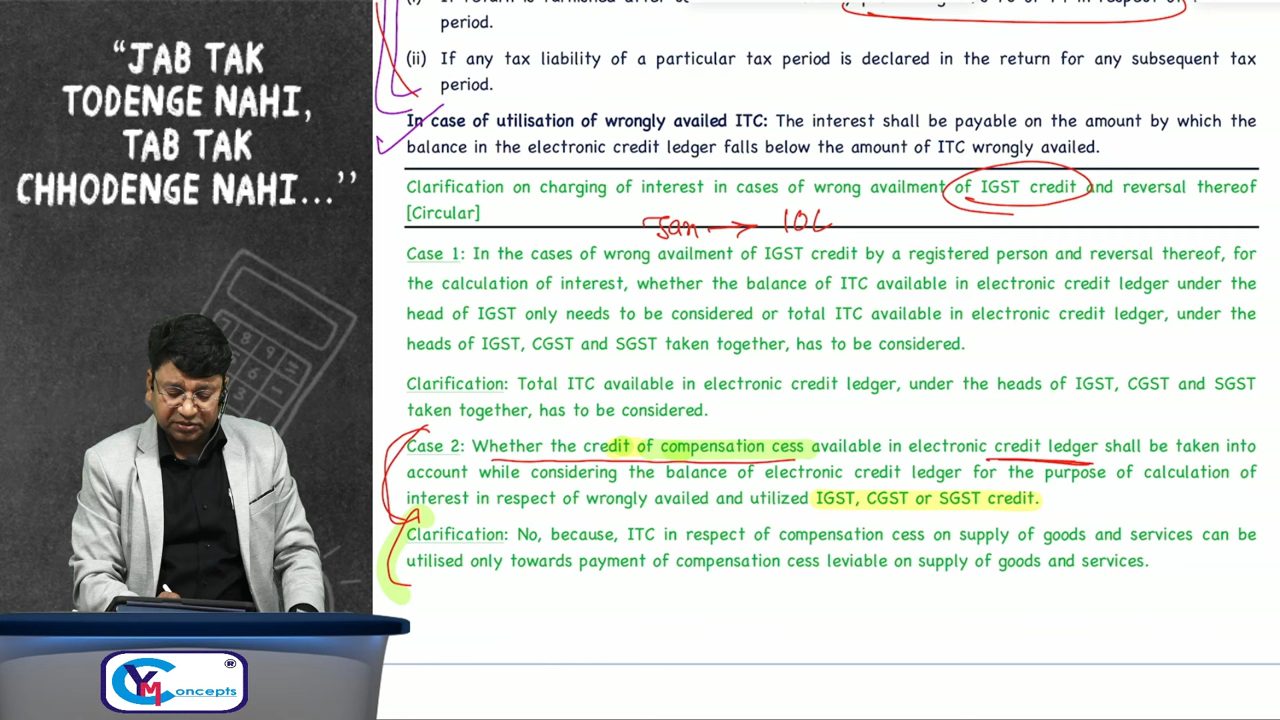 “JAB TAK
TODENGE NAHI,
TAB TAK
CHHODENGE NAHI...’’
period.
(ii) If any tax liability of a particular tax period is declared in the return for any subsequent tax
period.
In case of utilisation of wrongly availed ITC: The interest shall be payable on the amount by which the
balance in the electronic credit ledger falls below the amount of ITC wrongly availed.
Clarification on charging of interest in cases of wrong availment of IGST credit and reversal thereof
[Circular]
Jan → 10L
Case 1: In the cases of wrong availment of IGST credit by a registered person and reversal thereof, for
the calculation of interest, whether the balance of ITC available in electronic credit ledger under the
head of IGST only needs to be considered or total ITC available in electronic credit ledger, under the
heads of IGST, CGST and SGST taken together, has to be considered.
Clarification: Total ITC available in electronic credit ledger, under the heads of IGST, CGST and SGST
taken together, has to be considered.
Case 2: Whether the credit of compensation cess available in electronic credit ledger shall be taken into
account while considering the balance of electronic credit ledger for the purpose of calculation of
interest in respect of wrongly availed and utilized IGST, CGST or SGST credit.
Clarification: No, because, ITC in respect of compensation cess on supply of goods and services can be
utilised only towards payment of compensation cess leviable on supply of goods and services.
7 8 9
YM Concepts ®